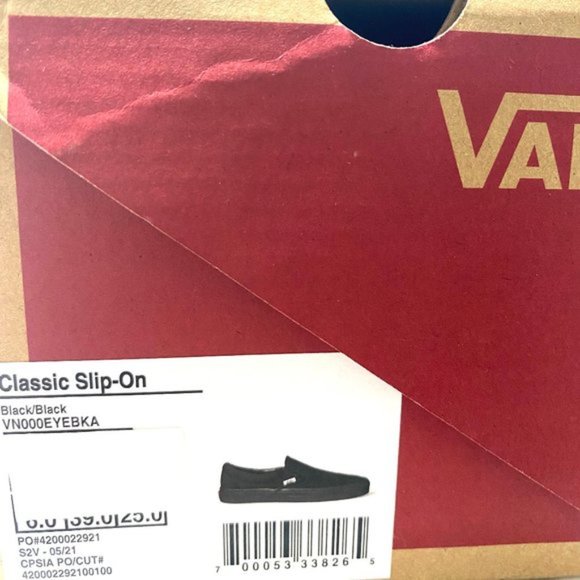 VAN
Classic Slip-On
Black/Black
VN000EYEBKA
6.0 39.0 25.0
PO#4200022921
S2V - 05/21
CPSIA PO/CUT#
420002292100100
7 00053 33826 5